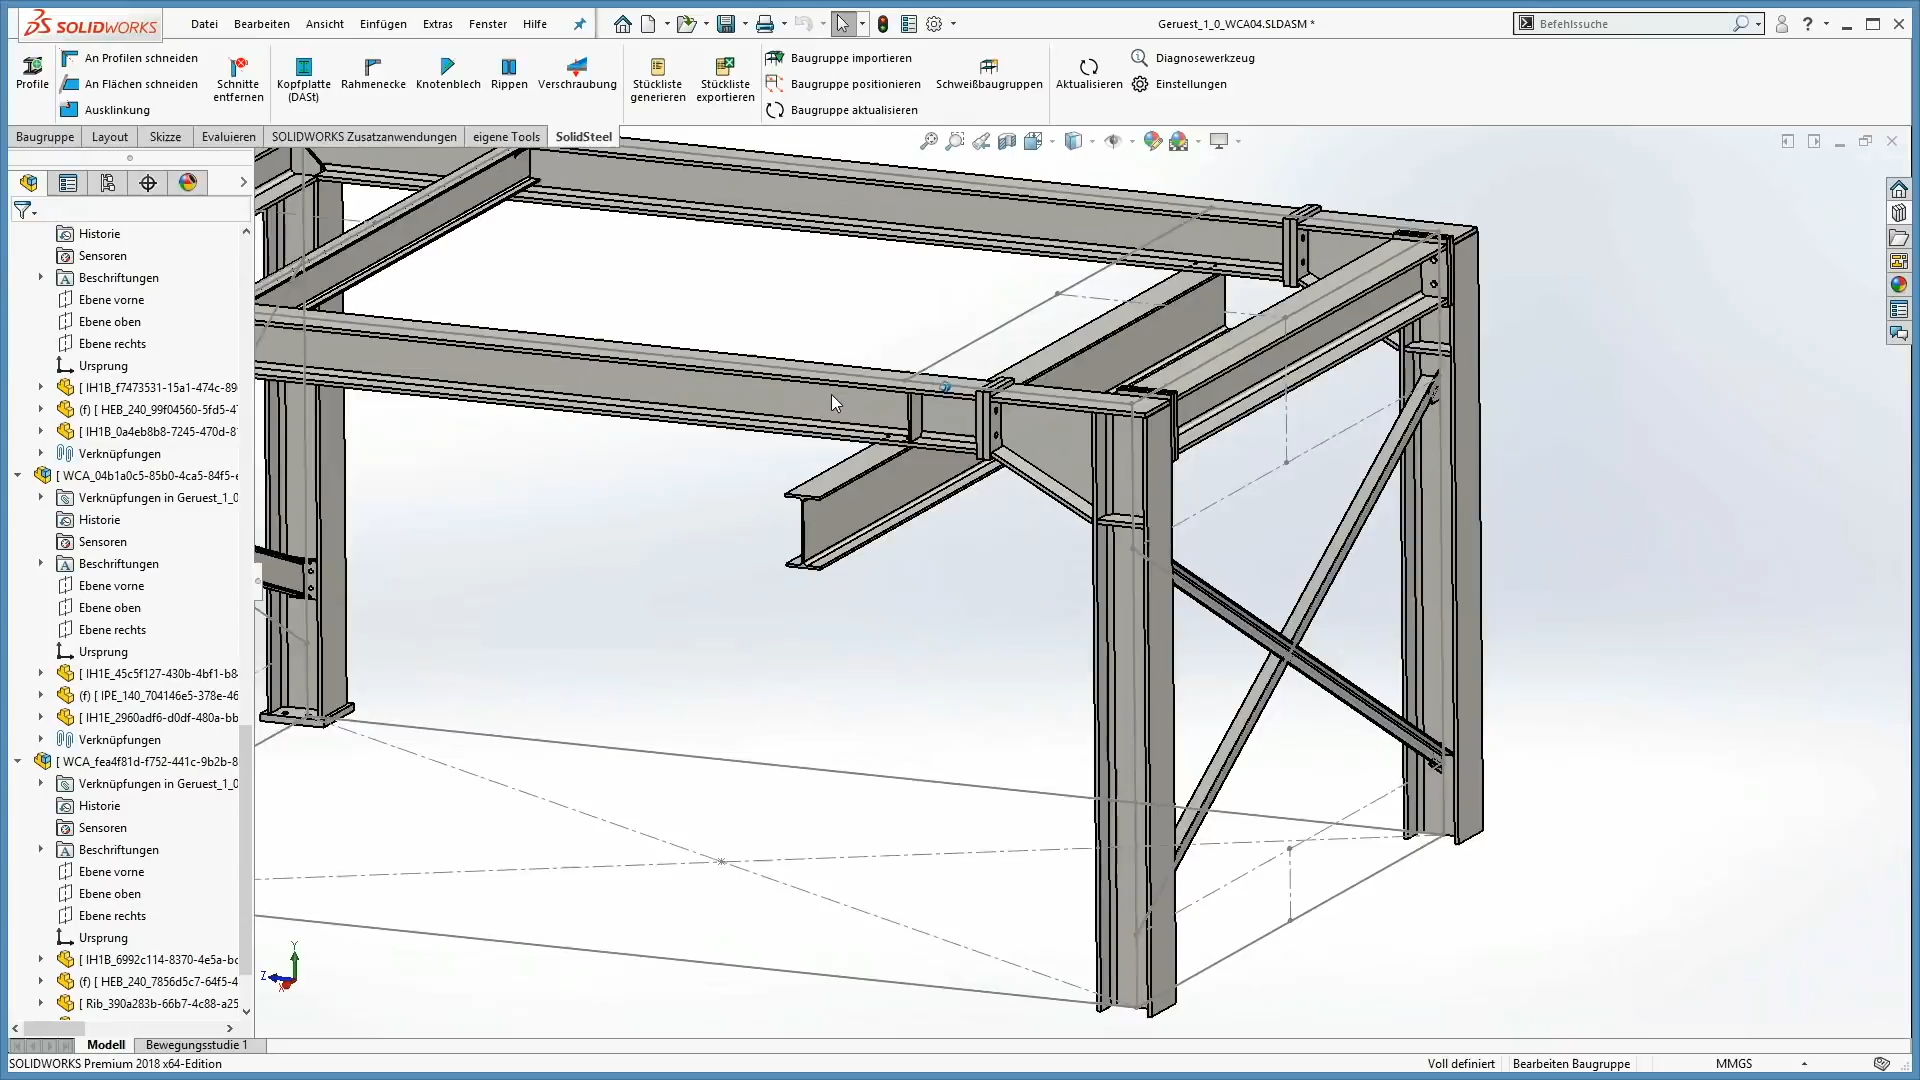 SOLIDWORKS
Datei Bearbeiten Ansicht Einfügen Extras Fenster Hilfe
Geruest_1_0_WCA04.SLDASM *
Befehlssuche
Profile
An Profilen schneiden
An Flächen schneiden
Ausklinkung
Schnitte entfernen
Kopfplatte (DASt)
Rahmenecke
Knotenblech
Rippen
Verschraubung
Stückliste generieren
Stückliste exportieren
Baugruppe importieren
Baugruppe positionieren
Baugruppe aktualisieren
Schweißbaugruppen
Aktualisieren
Diagnosewerkzeug
Einstellungen
Baugruppe Layout Skizze Evaluieren SOLIDWORKS Zusatzanwendungen eigene Tools SolidSteel
Historie
Sensoren
Beschriftungen
Ebene vorne
Ebene oben
Ebene rechts
Ursprung
[ IH1B_f7473531-15a1-474c-89
(f) [ HEB_240_99f04560-5fd5-4
[ IH1B_0a4eb8b8-7245-470d-8
Verknüpfungen
[ WCA_04b1a0c5-85b0-4ca5-84f5-e
Verknüpfungen in Geruest_1_0
Historie
Sensoren
Beschriftungen
Ebene vorne
Ebene oben
Ebene rechts
Ursprung
[ IH1E_45c5f127-430b-4bf1-b8
(f) [ IPE_140_704146e5-378e-46
[ IH1E_2960adf6-d0df-480a-bb
Verknüpfungen
[ WCA_fea4f81d-f752-441c-9b2b-8
Verknüpfungen in Geruest_1_0
Historie
Sensoren
Beschriftungen
Ebene vorne
Ebene oben
Ebene rechts
Ursprung
[ IH1B_6992c114-8370-4e5a-bc
(f) [ HEB_240_7856d5c7-64f5-4
[ Rib_390a283b-66b7-4c88-a25
Y
Z
X
Modell Bewegungsstudie 1
SOLIDWORKS Premium 2018 x64-Edition
Voll definiert Bearbeiten Baugruppe MMGS